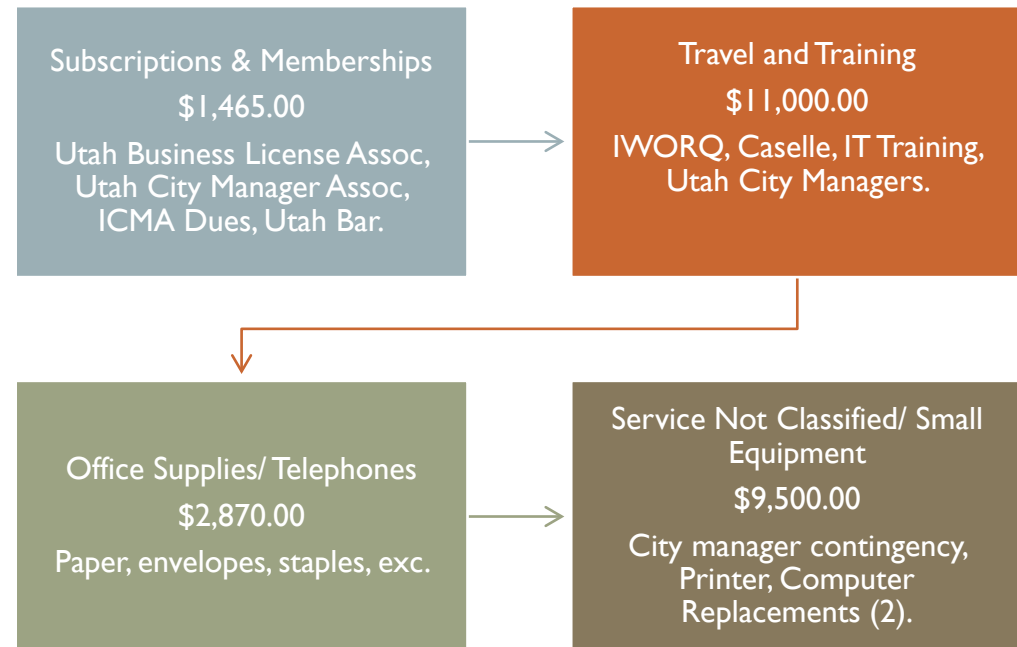 Subscriptions & Memberships
$1,465.00
Utah Business License Assoc,
Utah City Manager Assoc,
ICMA Dues, Utah Bar.
Travel and Training
$11,000.00
IWORQ, Caselle, IT Training,
Utah City Managers.
Office Supplies/ Telephones
$2,870.00
Paper, envelopes, staples, exc.
Service Not Classified/ Small
Equipment
$9,500.00
City manager contingency,
Printer, Computer
Replacements (2).